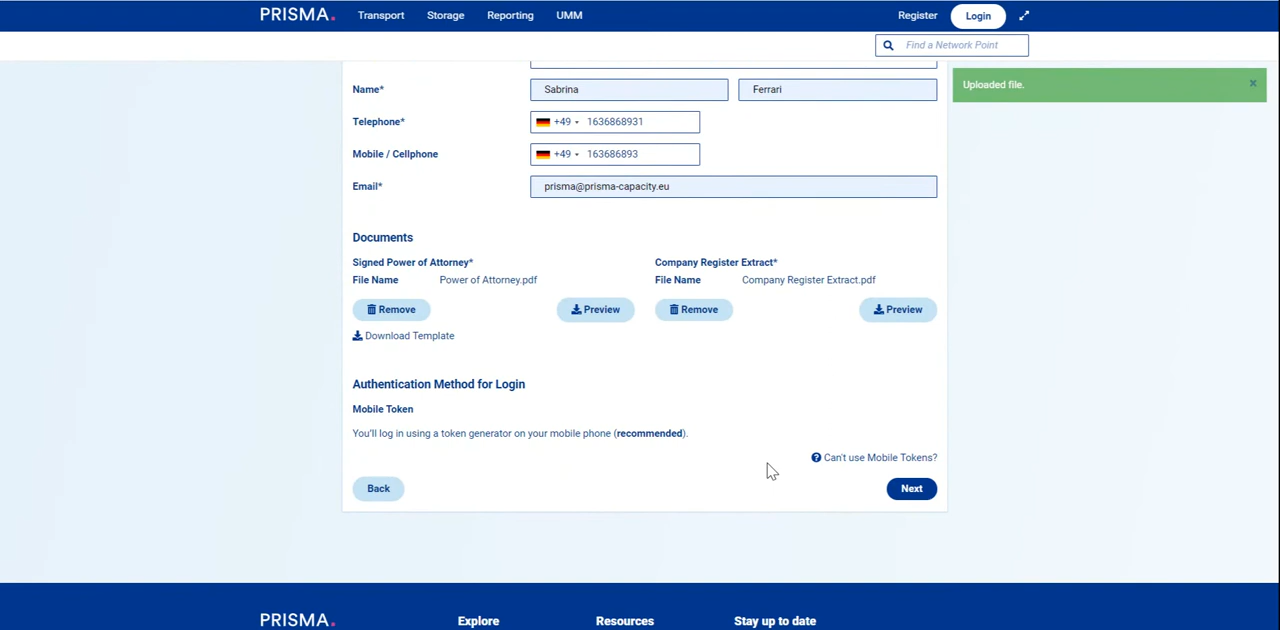 PRISMA. Transport Storage Reporting UMM Register Login
Find a Network Point
Uploaded file. ×
Name* Sabrina Ferrari
Telephone* +49 1636868931
Mobile / Cellphone +49 163686893
Email* prisma@prisma-capacity.eu
Documents
Signed Power of Attorney* Company Register Extract*
File Name Power of Attorney.pdf File Name Company Register Extract.pdf
Remove Preview Remove Preview
Download Template
Authentication Method for Login
Mobile Token
You'll log in using a token generator on your mobile phone (recommended).
? Can't use Mobile Tokens?
Back Next
PRISMA. Explore Resources Stay up to date